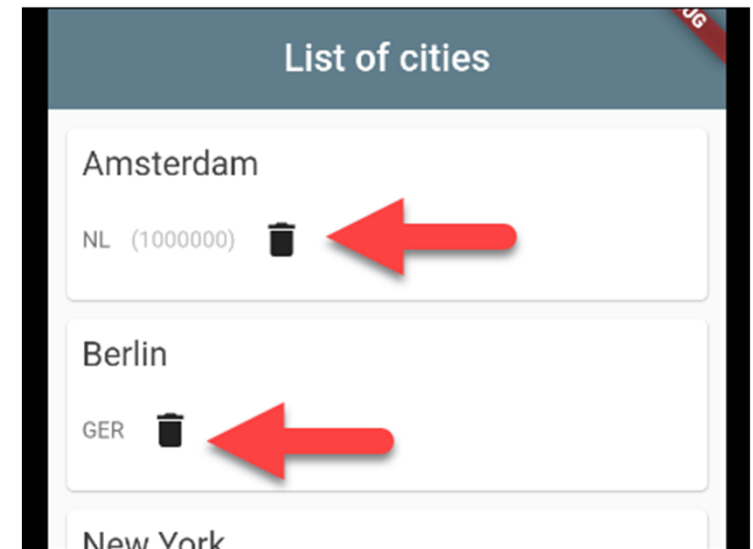 List of cities
Amsterdam
NL (1000000)
Berlin
GER
New York